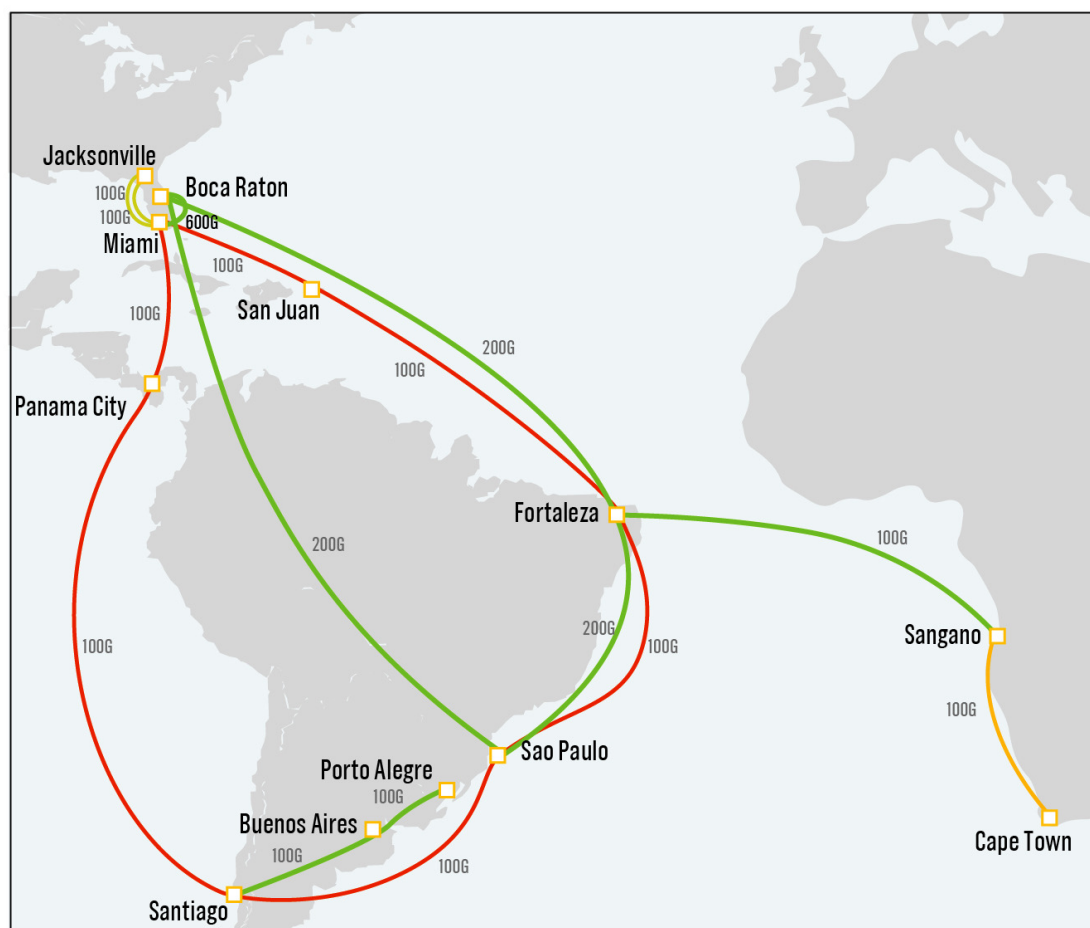 Jacksonville
100G
Boca Raton
100G
600G
Miami
100G
San Juan
100G
200G
100G
Panama City
Fortaleza
200G
100G
Sangano
200G
100G
100G
100G
Sao Paulo
Porto Alegre
100G
Buenos Aires
100G
100G
Cape Town
Santiago